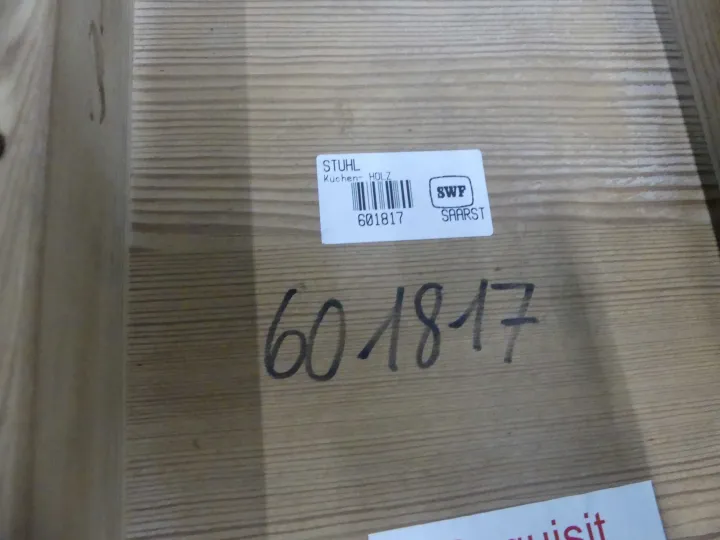 STUHL
Küchen- HOLZ
SWF
601817
SAARST
601817